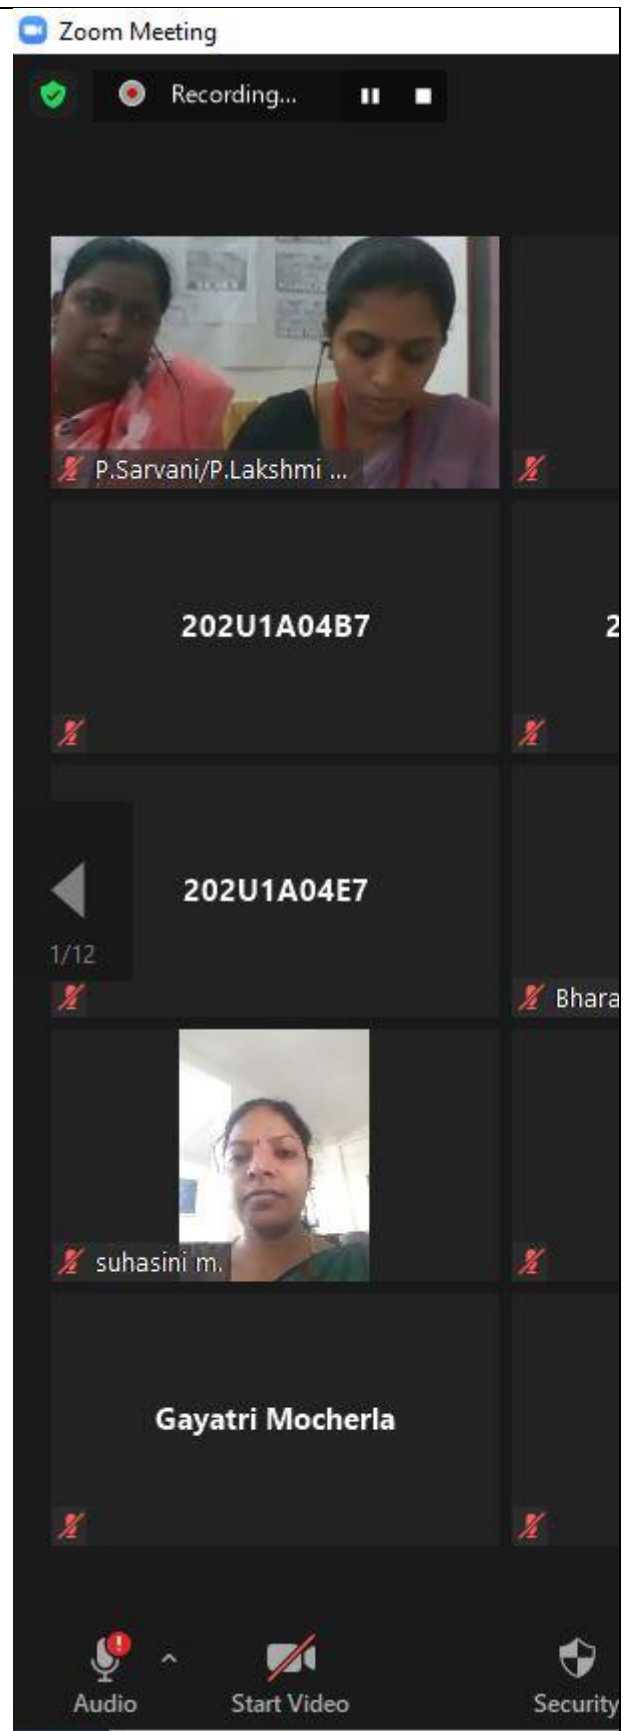 Zoom Meeting
Recording...
P.Sarvani/P.Lakshmi ...
202U1A04B7
2
202U1A04E7
1/12
Bhara
suhasini m.
Gayatri Mocherla
Audio
Start Video
Security